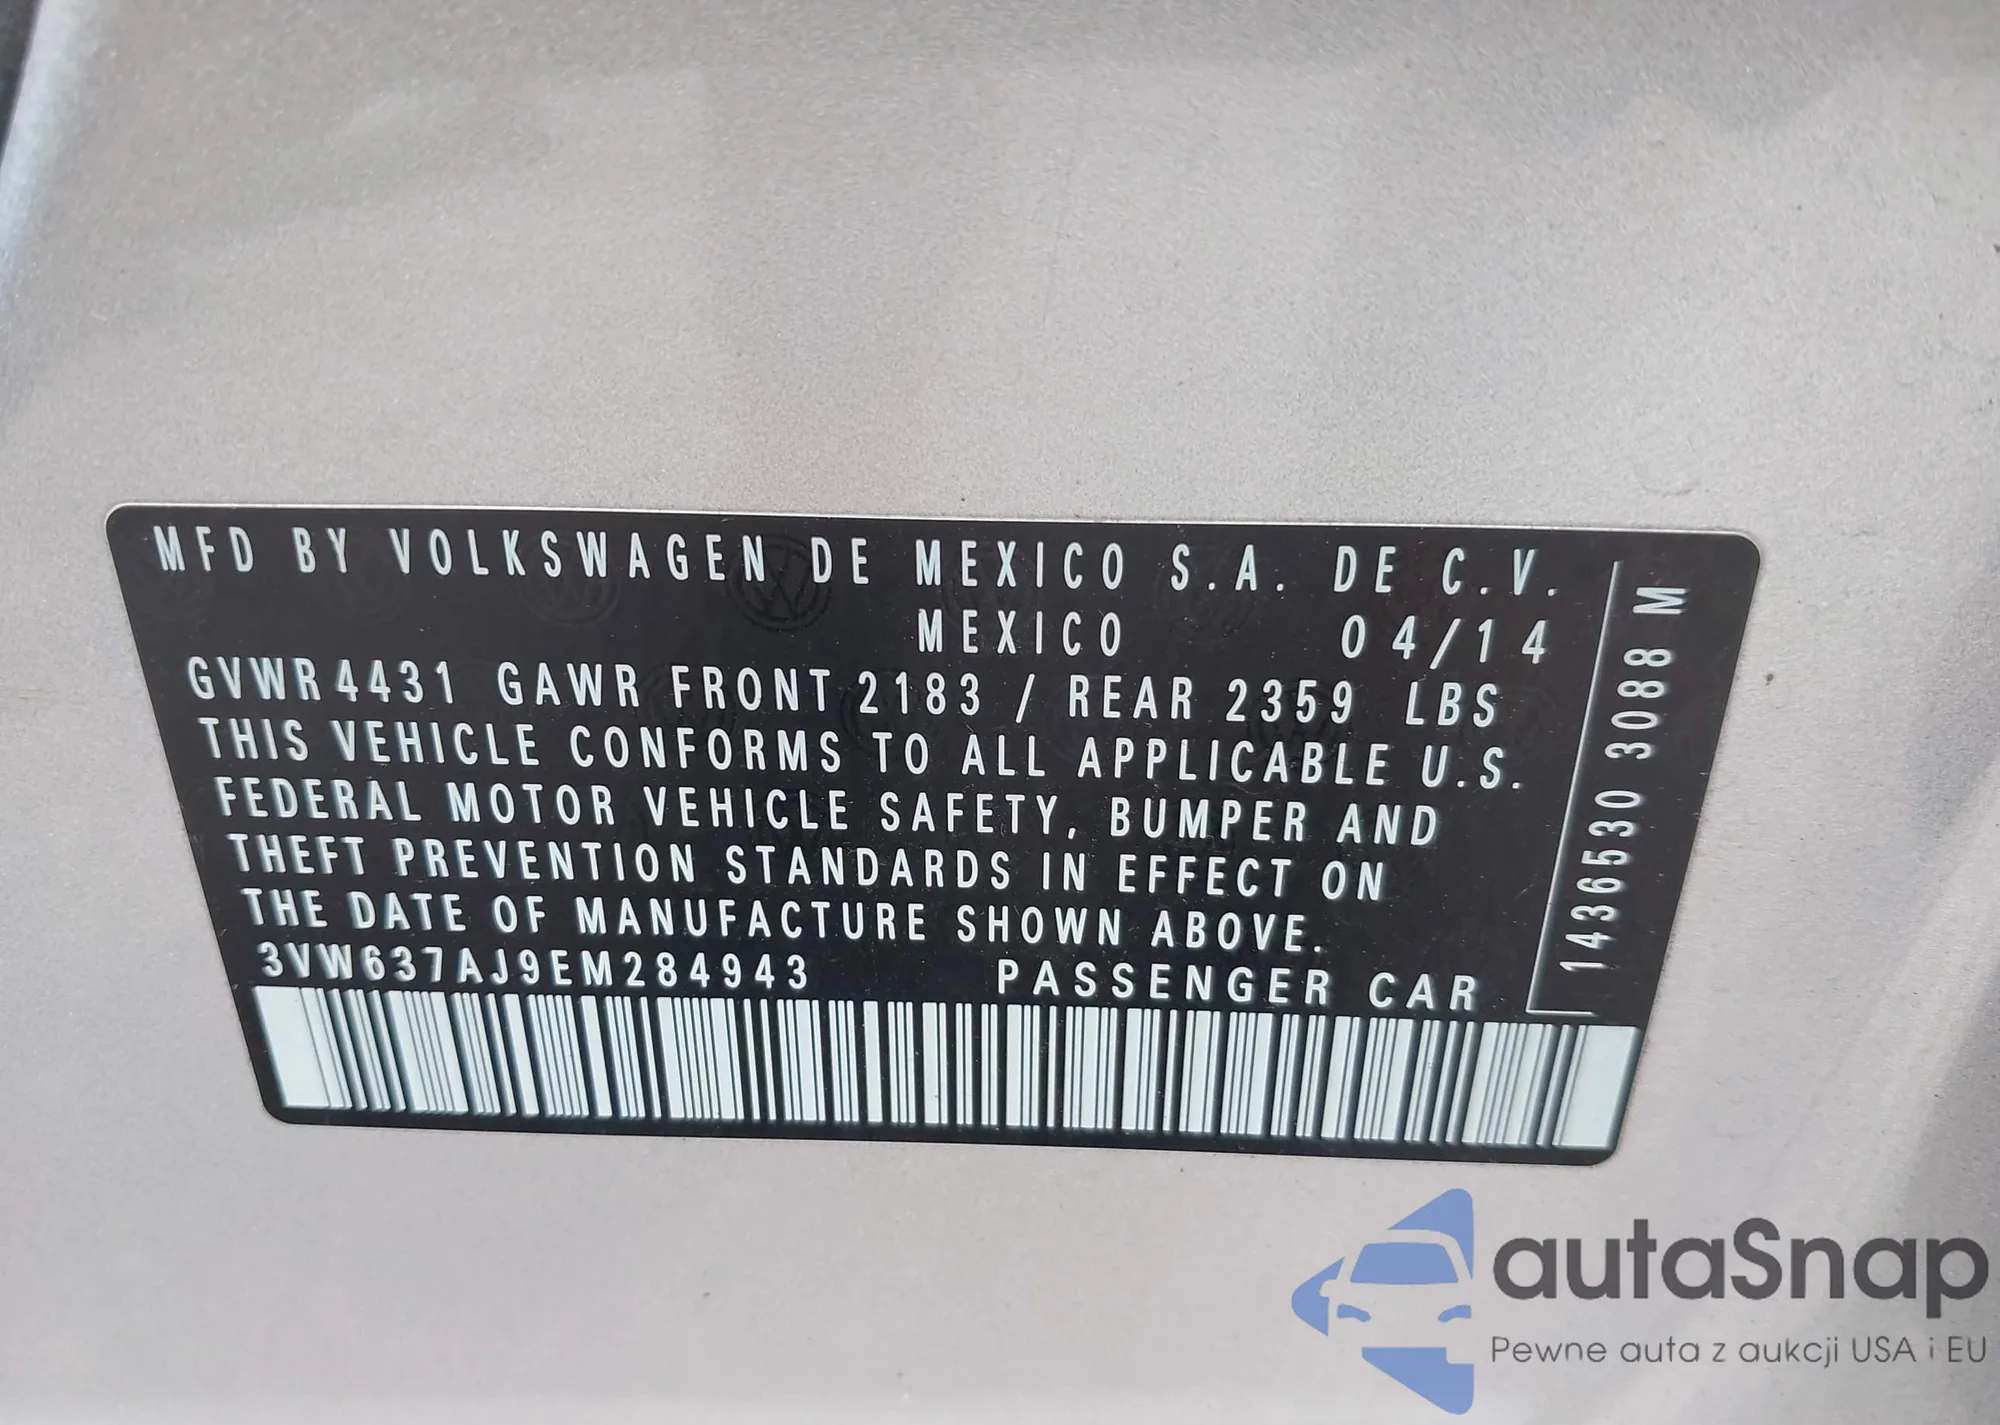 MFD BY VOLKSWAGEN DE MEXICO S.A. DE C.V.
MEXICO 04/14
GVWR 4431 GAWR FRONT 2183 / REAR 2359 LBS
THIS VEHICLE CONFORMS TO ALL APPLICABLE U.S.
FEDERAL MOTOR VEHICLE SAFETY, BUMPER AND
THEFT PREVENTION STANDARDS IN EFFECT ON
THE DATE OF MANUFACTURE SHOWN ABOVE.
3VW637AJ9EM284943 PASSENGER CAR
1436530 3088 M
autaSnap
Pewne auta z aukcji USA i EU